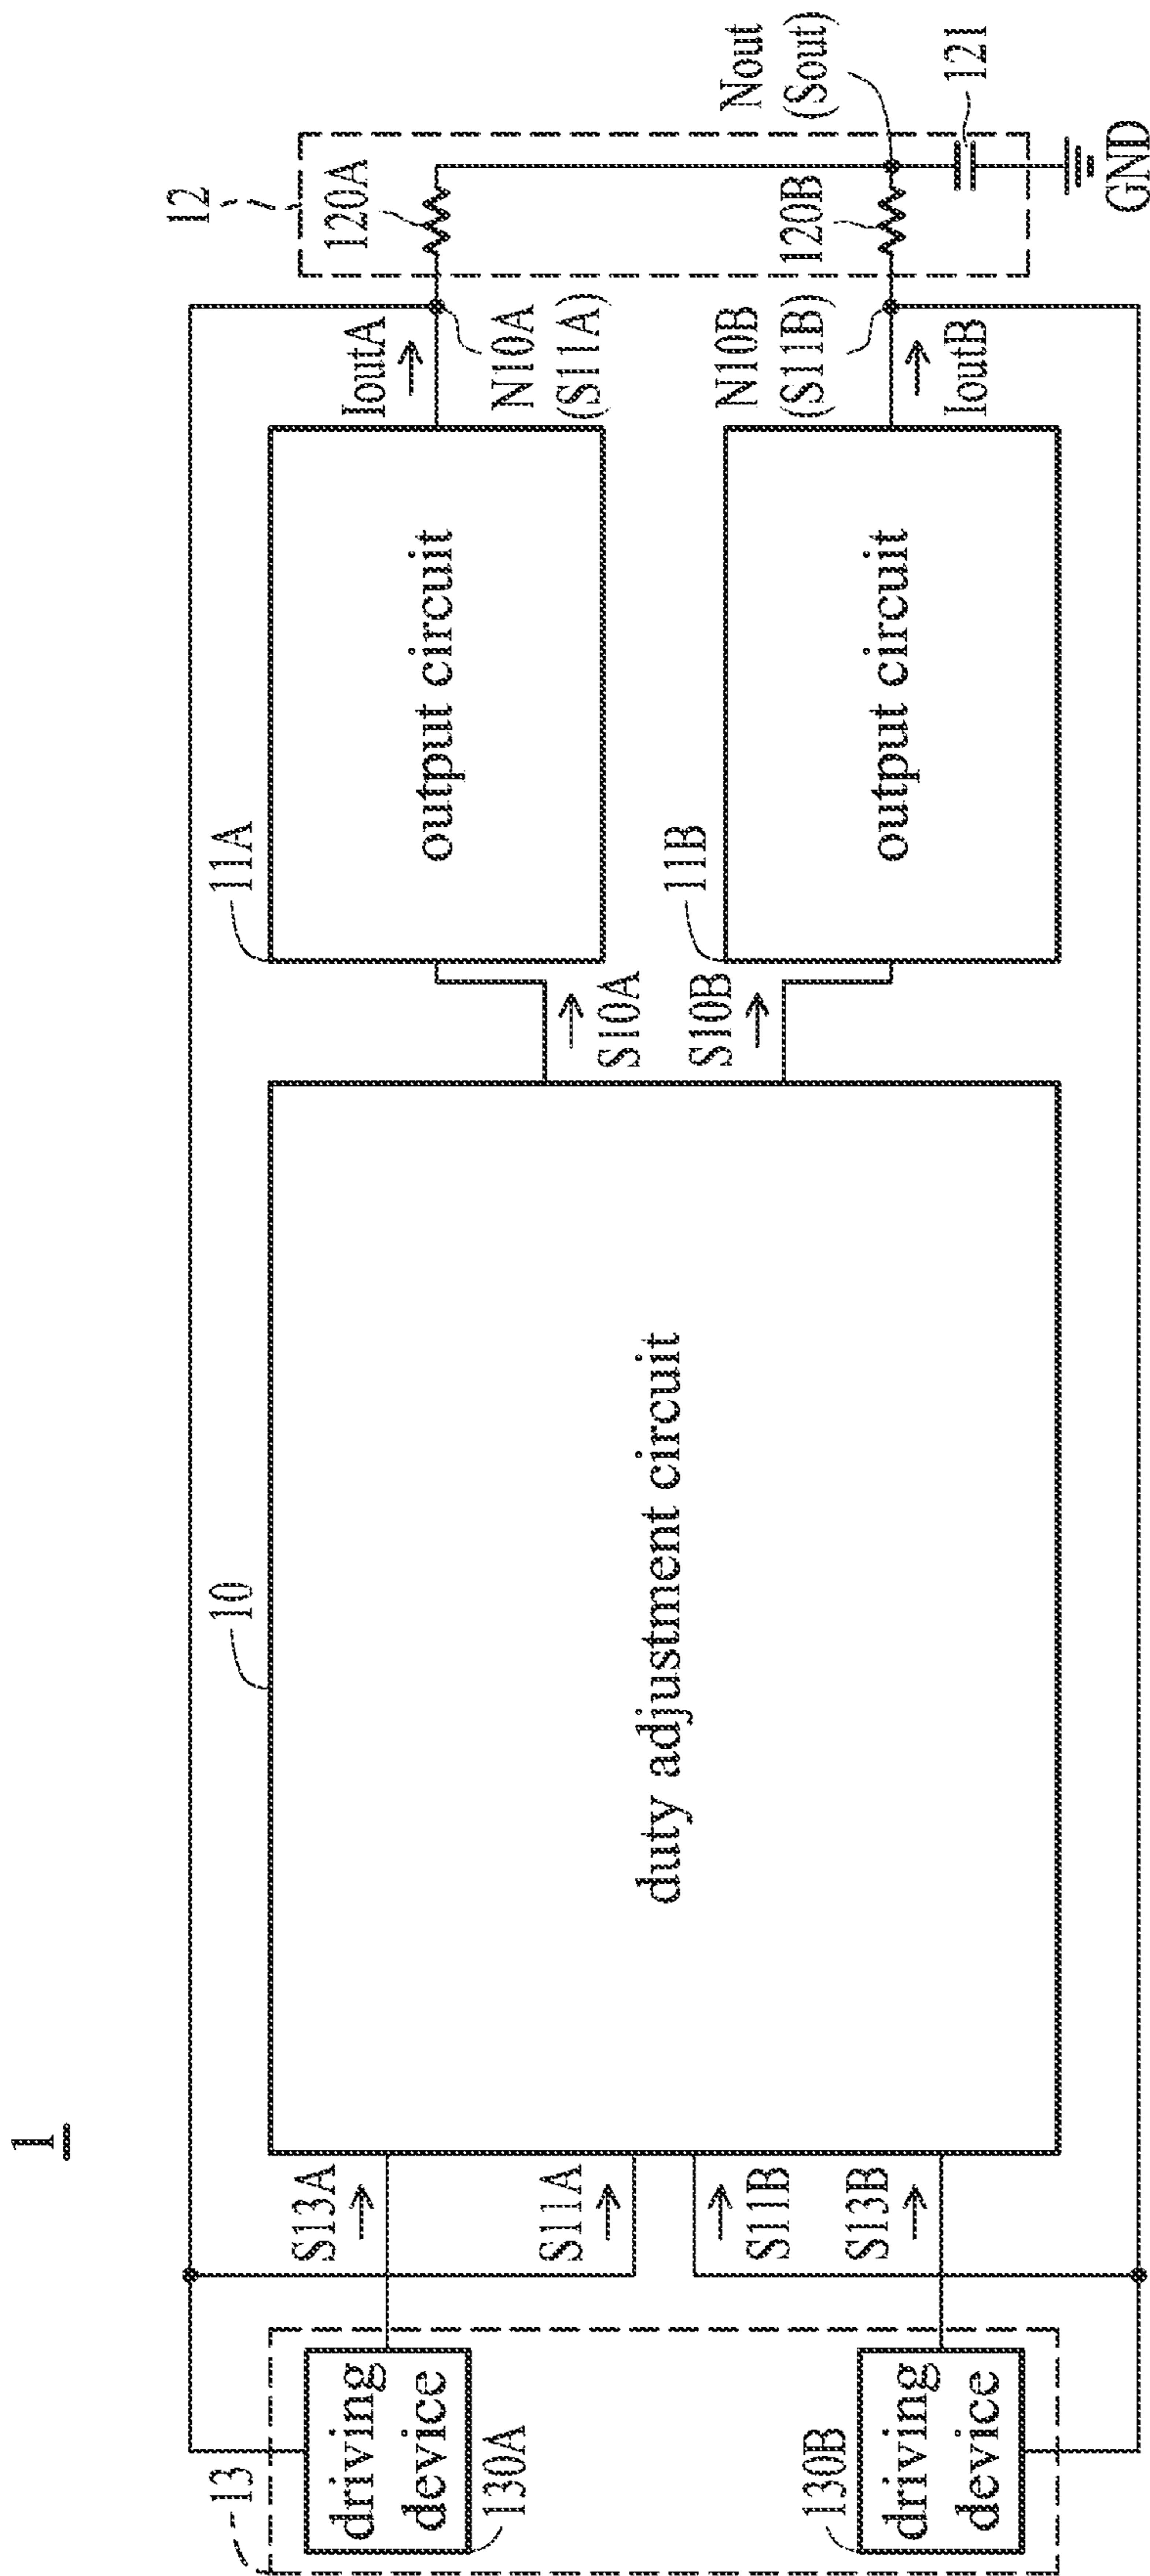 1
13
driving
device
130A
driving
device
130B
S13A
S11A
S11B
S13B
10
duty adjustment circuit
S10A
S10B
11A
output circuit
11B
output circuit
IoutA
N10A
(S11A)
N10B
(S11B)
IoutB
12
120A
120B
Nout
(Sout)
121
GND